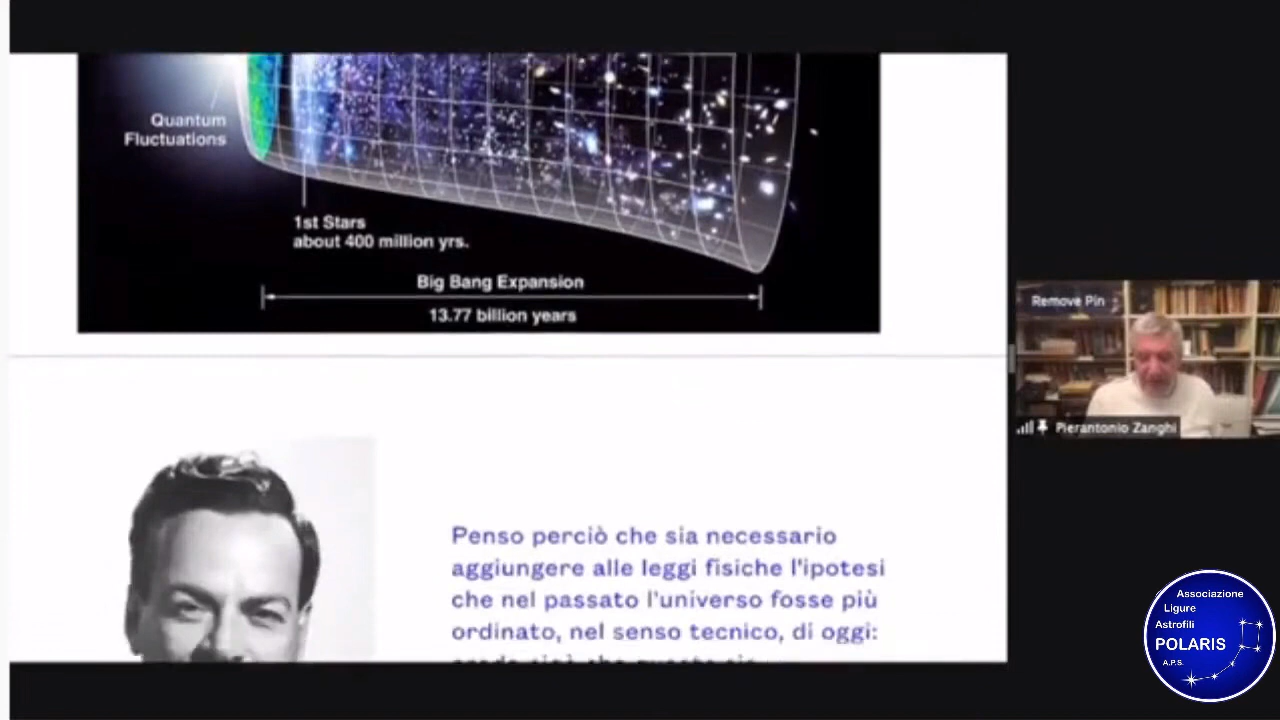 Quantum
Fluctuations
1st Stars
about 400 million yrs.
Big Bang Expansion
13.77 billion years
Remove Pin
Pierantonio Zanghi
Penso perciò che sia necessario
aggiungere alle leggi fisiche l'ipotesi
che nel passato l'universo fosse più
ordinato, nel senso tecnico, di oggi:
Associazione
Ligure
Astrofili
POLARIS
A.P.S.